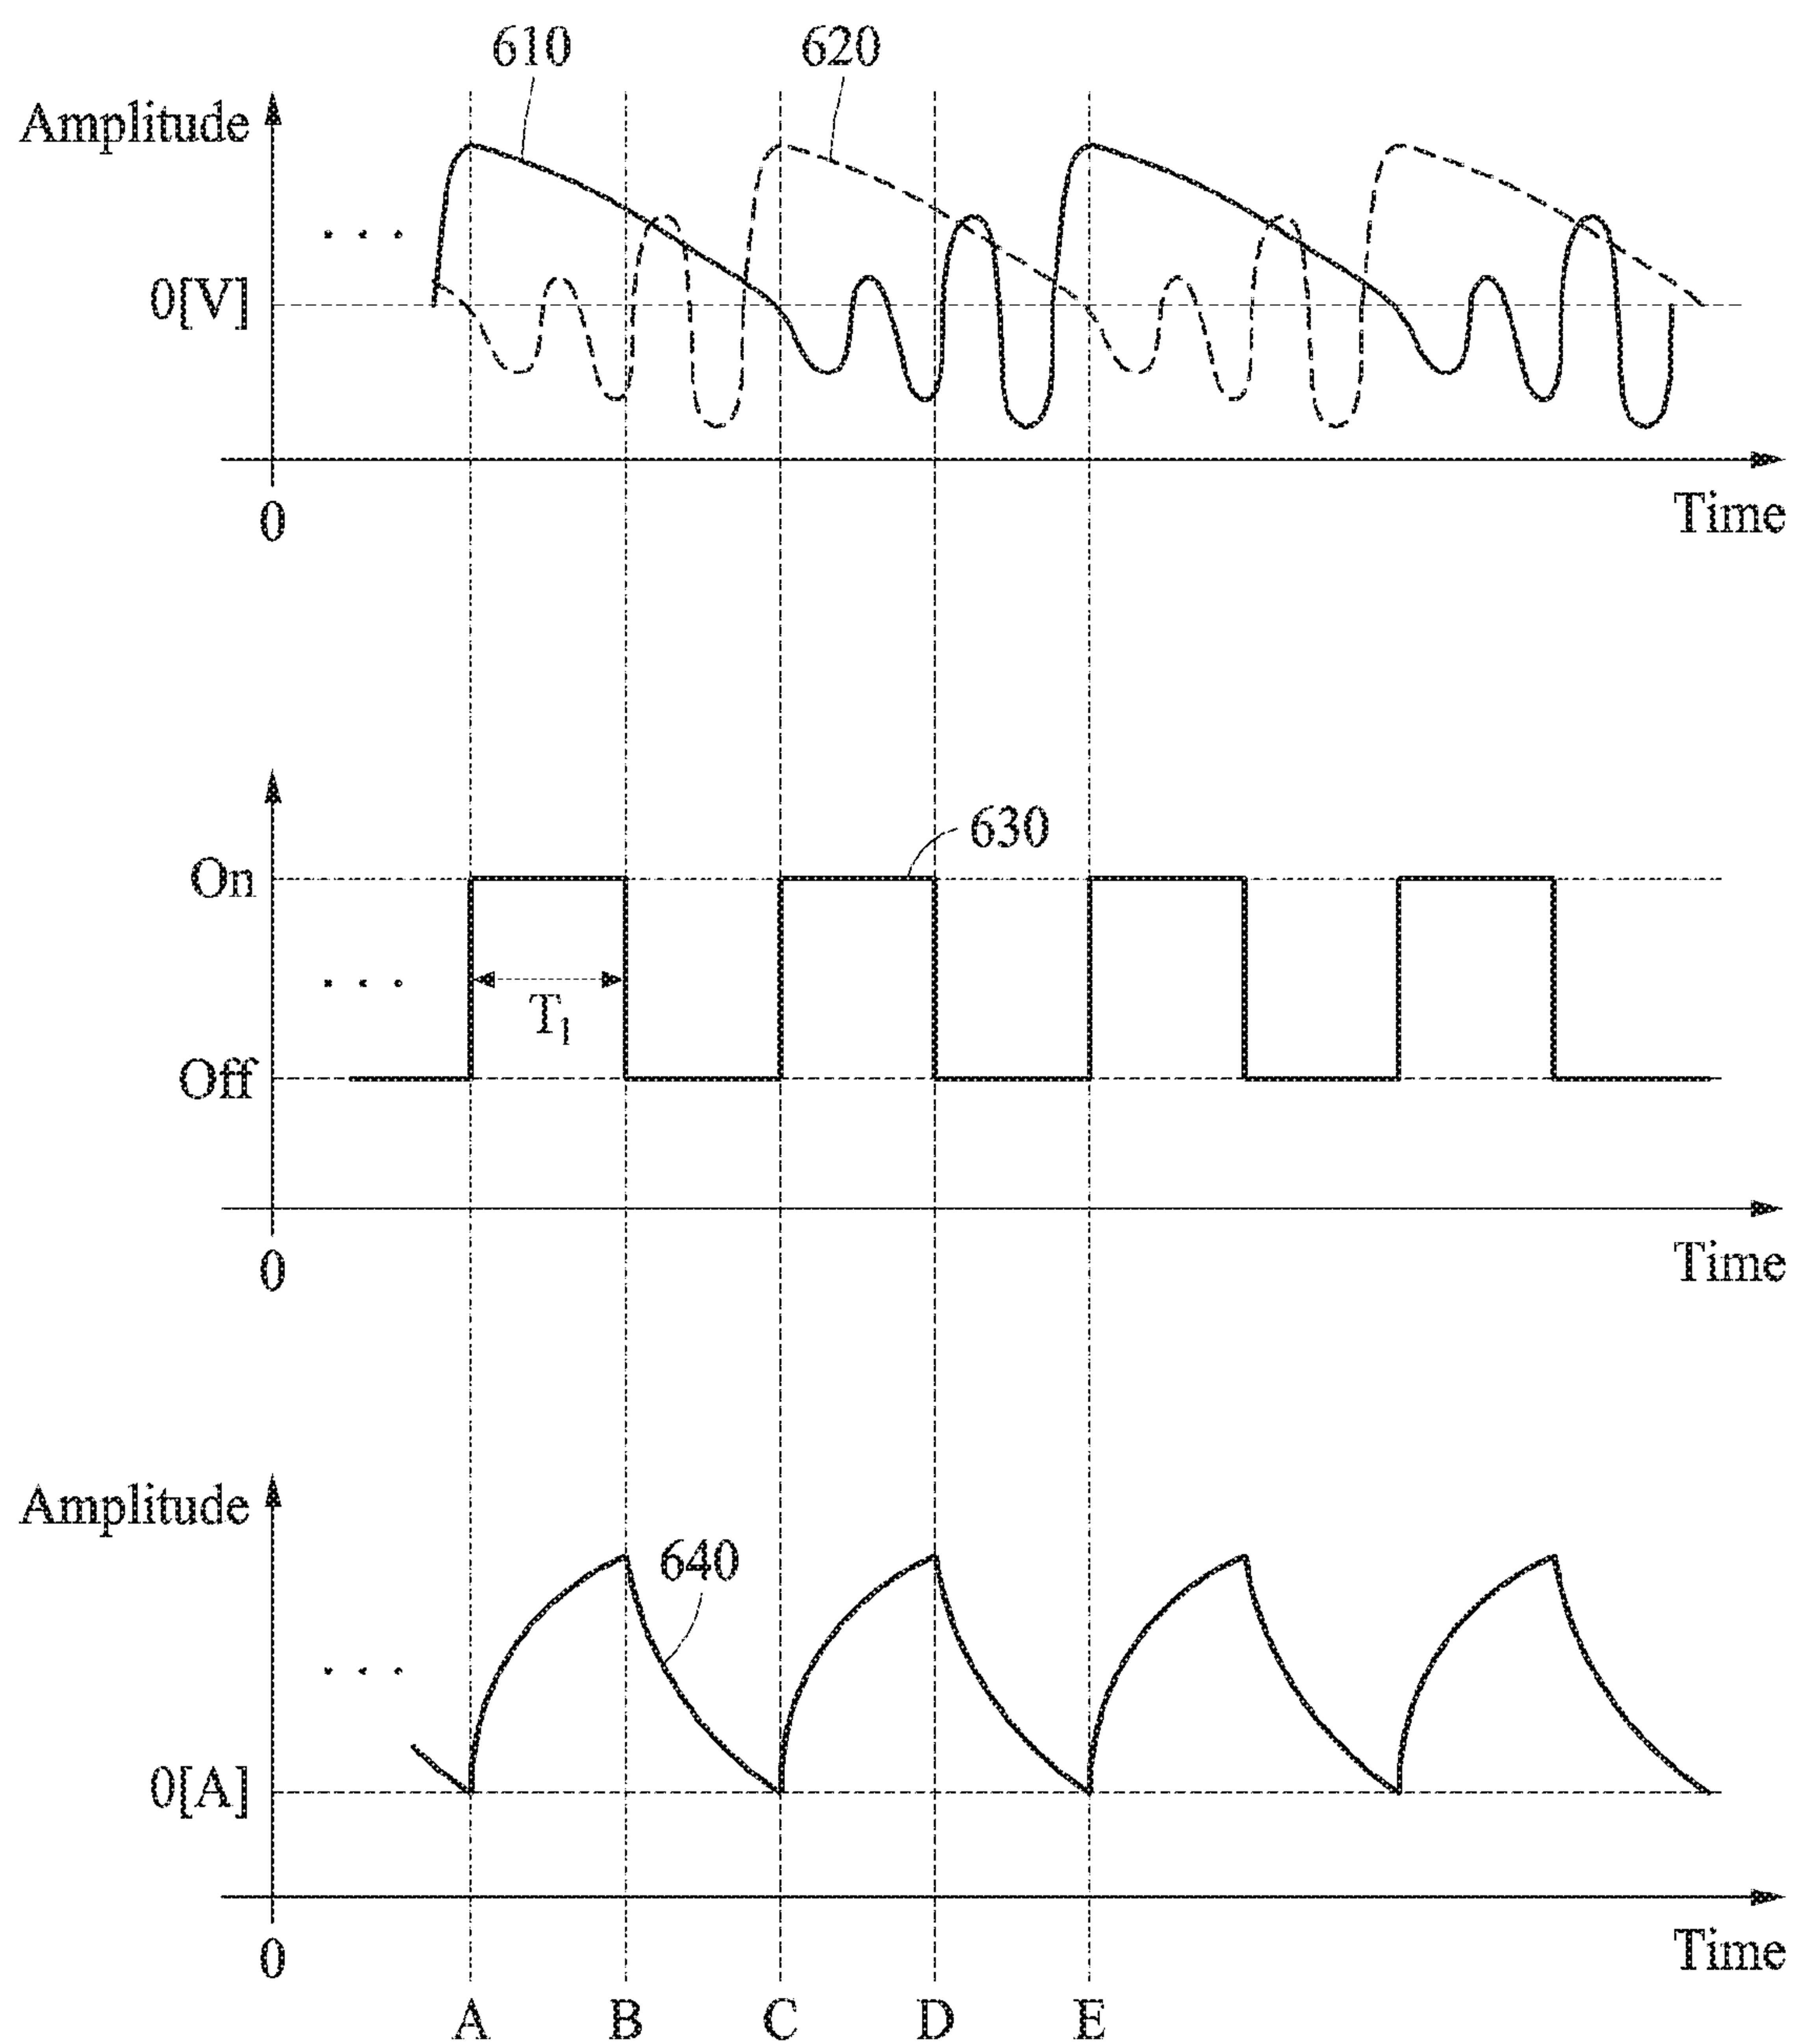 610 620
Amplitude
. . .
0[V]
0 Time
630
On
. . .
T1
Off
0 Time
Amplitude
640
. . .
0[A]
0 Time
A B C D E